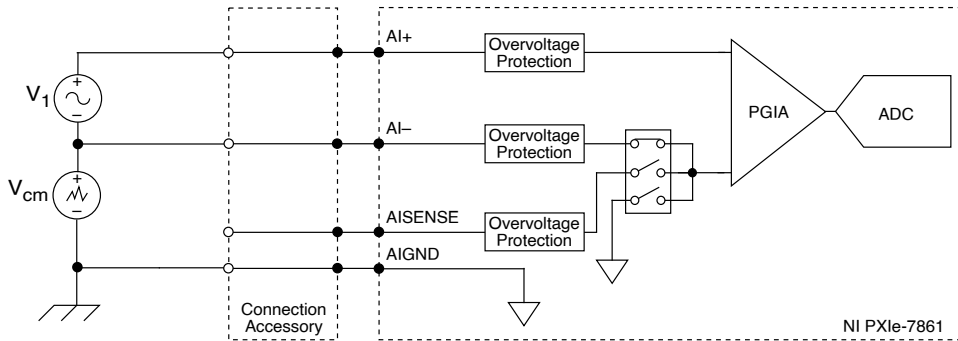 AI+
Overvoltage
Protection
+
V1
−
PGIA
ADC
AI–
Overvoltage
Protection
+
Vcm
−
AISENSE
Overvoltage
Protection
AIGND
Connection
Accessory
NI PXIe-7861